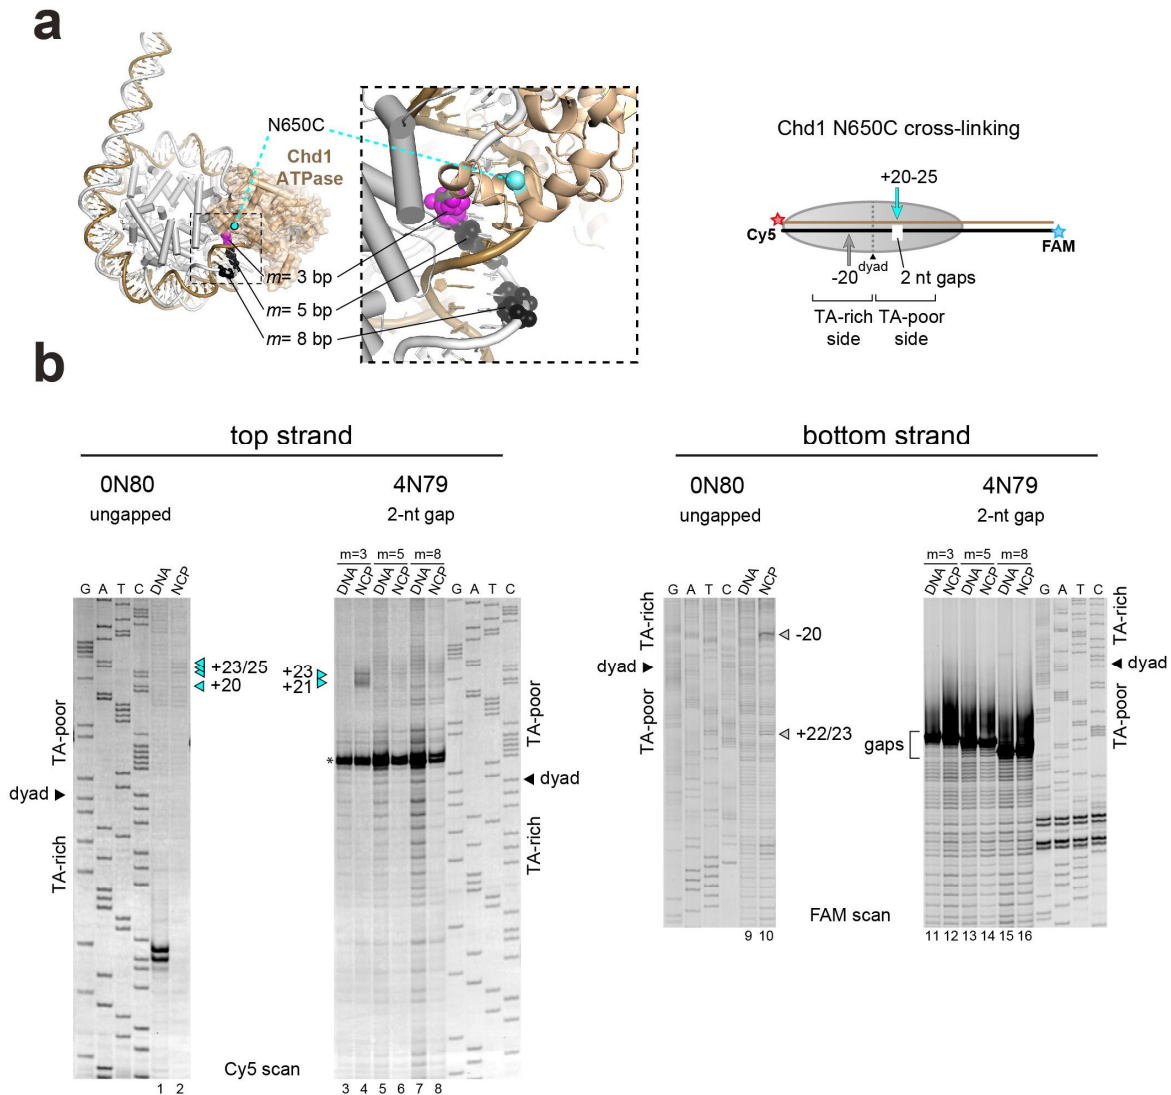 a
N650C
Chd1
ATPase
m= 3 bp
m= 5 bp
m= 8 bp
Chd1 N650C cross-linking
+20-25
Cy5
FAM
-20
dyad
2 nt gaps
TA-rich
side
TA-poor
side
b
top strand
0N80
ungapped
4N79
2-nt gap
m=3 m=5 m=8
G A T C DNA NCP
DNA NCP DNA NCP DNA NCP G A T C
+23/25
+20
+23
+21
TA-poor
dyad
TA-rich
*
TA-poor
dyad
TA-rich
Cy5 scan
1 2
3 4 5 6 7 8
bottom strand
0N80
ungapped
4N79
2-nt gap
m=3 m=5 m=8
G A T C DNA NCP
DNA NCP DNA NCP DNA NCP G A T C
TA-rich
dyad
TA-poor
-20
+22/23
gaps
TA-rich
dyad
TA-poor
FAM scan
9 10
11 12 13 14 15 16